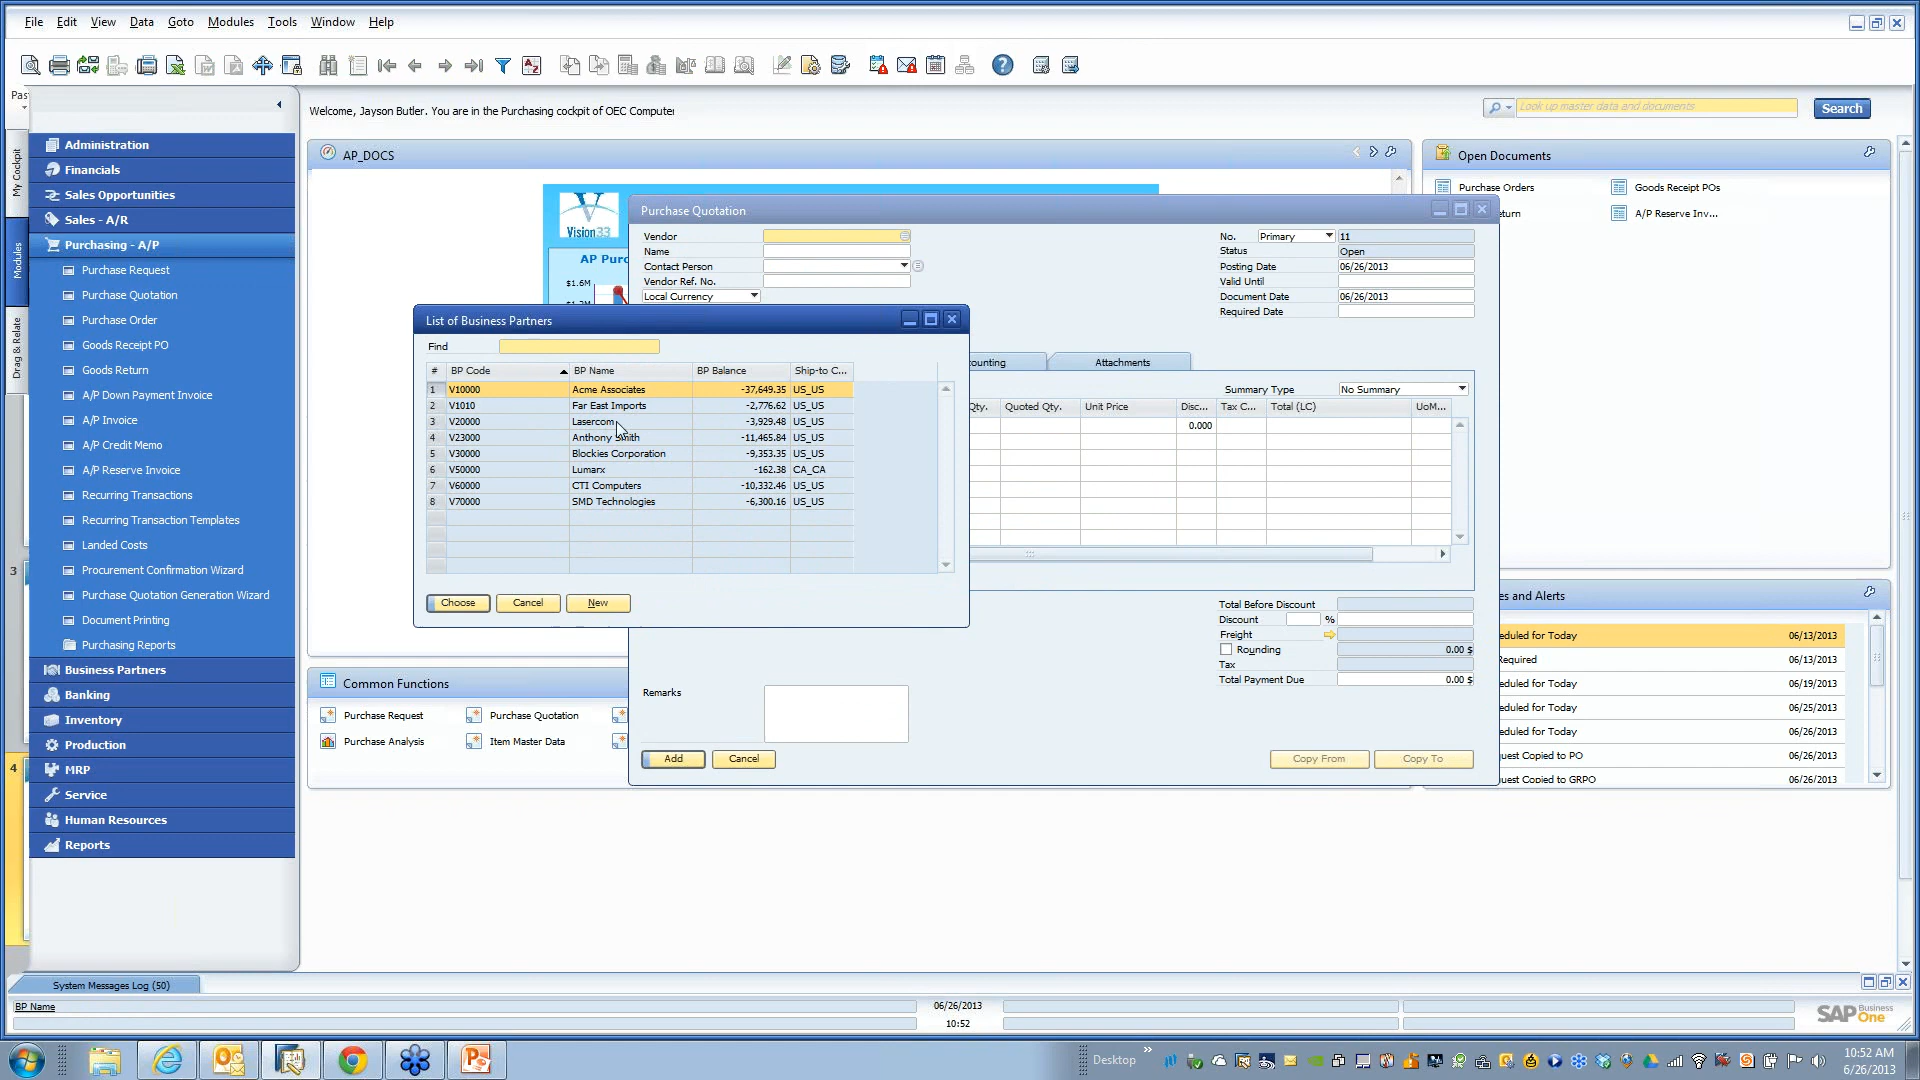 File Edit View Data Goto Modules Tools Window Help
Welcome, Jayson Butler. You are in the Purchasing cockpit of OEC Computer
Look up master data and documents
Search
My Cockpit
Modules
Drag & Relate
Administration
Financials
Sales Opportunities
Sales - A/R
Purchasing - A/P
Purchase Request
Purchase Quotation
Purchase Order
Goods Receipt PO
Goods Return
A/P Down Payment Invoice
A/P Invoice
A/P Credit Memo
A/P Reserve Invoice
Recurring Transactions
Recurring Transaction Templates
Landed Costs
Procurement Confirmation Wizard
Purchase Quotation Generation Wizard
Document Printing
Purchasing Reports
Business Partners
Banking
Inventory
Production
MRP
Service
Human Resources
Reports
3
4
AP_DOCS
Vision33
AP Purc
$1.6M
Purchase Quotation
Vendor
Name
Contact Person
Vendor Ref. No.
Local Currency
No. Primary 11
Status Open
Posting Date 06/26/2013
Valid Until
Document Date 06/26/2013
Required Date
ounting
Attachments
Summary Type No Summary
Qty. Quoted Qty. Unit Price Disc... Tax C... Total (LC) UoM...
0.000
Total Before Discount
Discount %
Freight
Rounding 0.00 $
Tax
Total Payment Due 0.00 $
Remarks
Add Cancel Copy From Copy To
List of Business Partners
Find
# BP Code BP Name BP Balance Ship-to C...
1 V10000 Acme Associates -37,649.35 US_US
2 V1010 Far East Imports -2,776.62 US_US
3 V20000 Lasercom -3,929.48 US_US
4 V23000 Anthony Smith -11,465.84 US_US
5 V30000 Blockies Corporation -9,353.35 US_US
6 V50000 Lumarx -162.38 CA_CA
7 V60000 CTI Computers -10,332.46 US_US
8 V70000 SMD Technologies -6,300.16 US_US
Choose Cancel New
Common Functions
Purchase Request Purchase Quotation
Purchase Analysis Item Master Data
Open Documents
Purchase Orders Goods Receipt POs
eturn A/P Reserve Inv...
es and Alerts
eduled for Today 06/13/2013
Required 06/13/2013
eduled for Today 06/19/2013
eduled for Today 06/25/2013
eduled for Today 06/26/2013
uest Copied to PO 06/26/2013
uest Copied to GRPO 06/26/2013
System Messages Log (50)
BP Name
06/26/2013
10:52
SAP Business One
Desktop
10:52 AM
6/26/2013